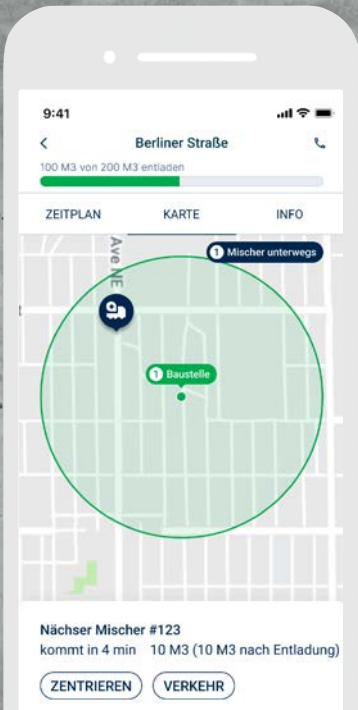 9:41
Berliner Straße
100 M3 von 200 M3 entladen
ZEITPLAN KARTE INFO
Ave NE
1 Mischer unterwegs
1 Baustelle
Nächser Mischer #123
kommt in 4 min 10 M3 (10 M3 nach Entladung)
ZENTRIEREN VERKEHR